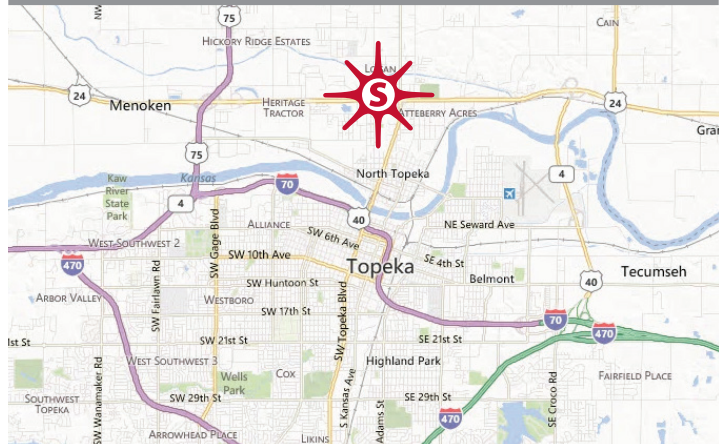 75
NW
CAIN
HICKORY RIDGE ESTATES
LOGAN
S
24
Menoken
HERITAGE
TRACTOR
ATTEBERRY ACRES
24
Gran
75
North Topeka
Kaw
River
State
Park
Kansas
4
70
4
40
ALLIANCE
NE Seward Ave
SW 6th Ave
WEST SOUTHWEST 2
SW Gage Blvd
SW 10th Ave
SE 4th St
470
Topeka
Belmont
Tecumseh
40
SW Fairlawn Rd
SW Huntoon St
ARBOR VALLEY
WESTBORO
SW 17th St
SW Topeka Blvd
70
470
1st St
SW 21st St
SE 21st St
WEST SOUTHWEST 3
Highland Park
Wells
Park
Cox
FAIRFIELD PLACE
SOUTHWEST
TOPEKA
SW Wanamaker Rd
SW 29th St
S Kansas Ave
Adams St
SE 29th St
SE Croco Rd
470
ARROWHEAD PLACE
LIKINS